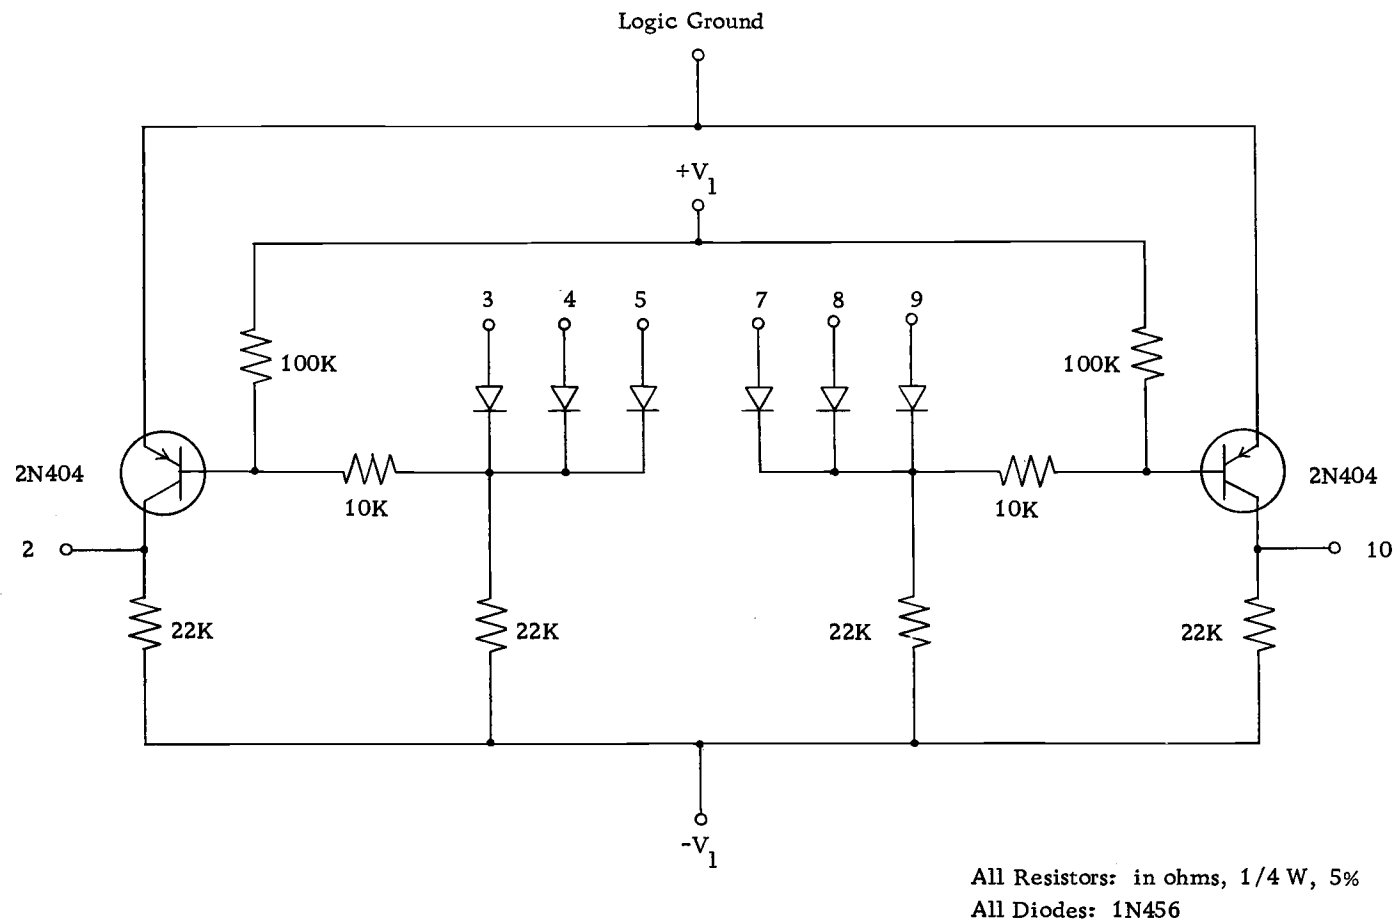 Logic Ground
+V1
3 4 5 7 8 9
100K 100K
2N404 2N404
10K 10K
2 10
22K 22K 22K 22K
-V1
All Resistors: in ohms, 1/4 W, 5%
All Diodes: 1N456